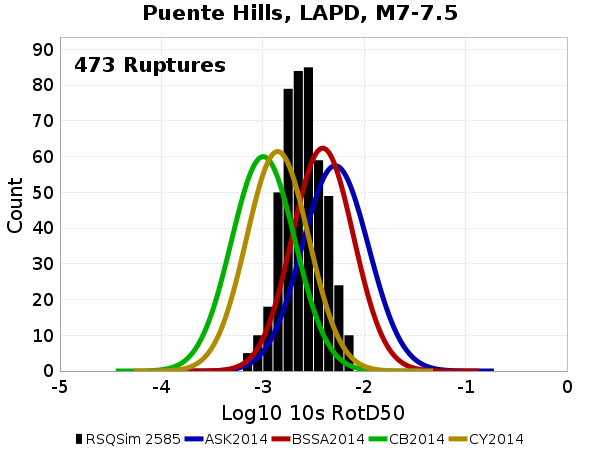 Puente Hills, LAPD, M7-7.5
473 Ruptures
90
80
70
60
50
40
30
20
10
0
Count
-5 -4 -3 -2 -1 0
Log10 10s RotD50
RSQSim 2585 ASK2014 BSSA2014 CB2014 CY2014